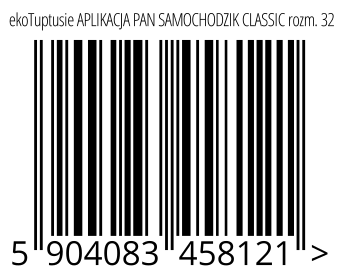 ekoTuptusie APLIKACJA PAN SAMOCHODZIK CLASSIC rozm. 32
5 904083 458121 >